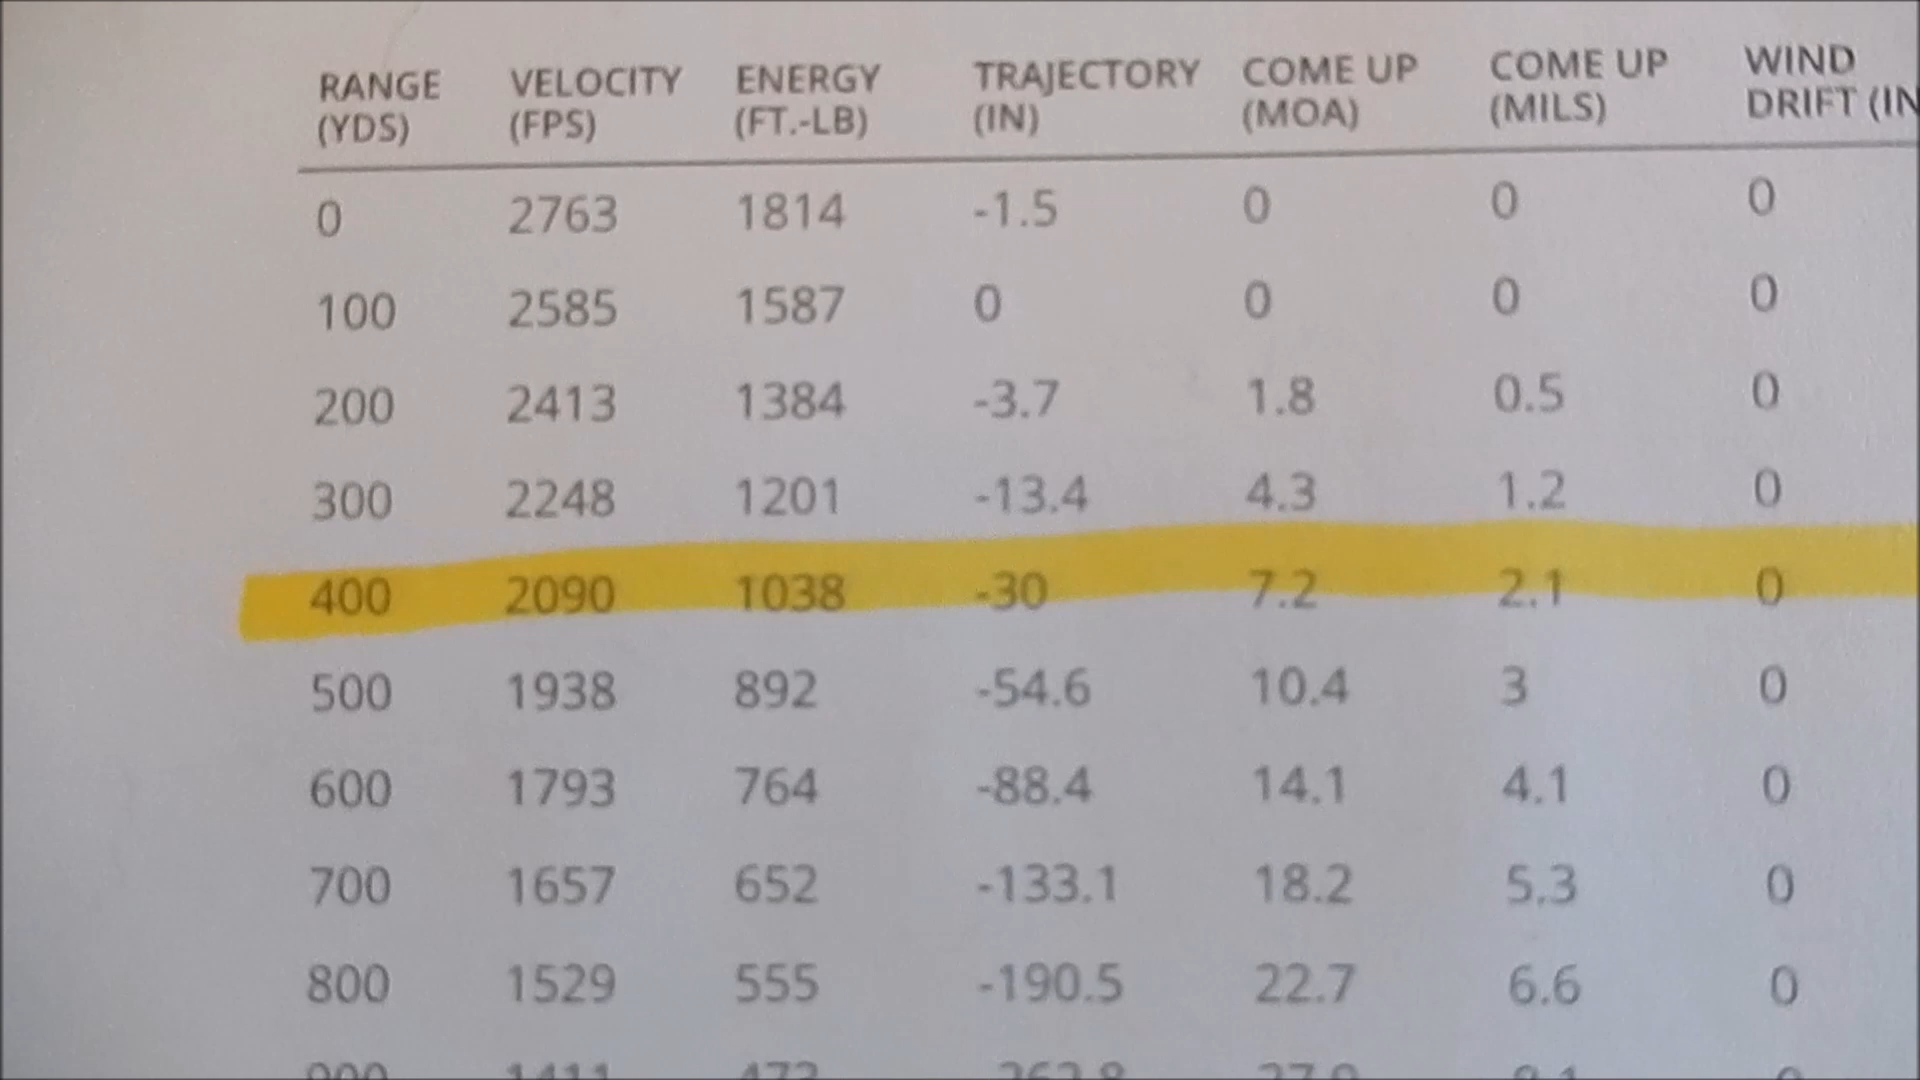 RANGE (YDS) VELOCITY (FPS) ENERGY (FT.-LB) TRAJECTORY (IN) COME UP (MOA) COME UP (MILS) WIND DRIFT (IN
0 2763 1814 -1.5 0 0 0
100 2585 1587 0 0 0 0
200 2413 1384 -3.7 1.8 0.5 0
300 2248 1201 -13.4 4.3 1.2 0
400 2090 1038 -30 7.2 2.1 0
500 1938 892 -54.6 10.4 3 0
600 1793 764 -88.4 14.1 4.1 0
700 1657 652 -133.1 18.2 5.3 0
800 1529 555 -190.5 22.7 6.6 0